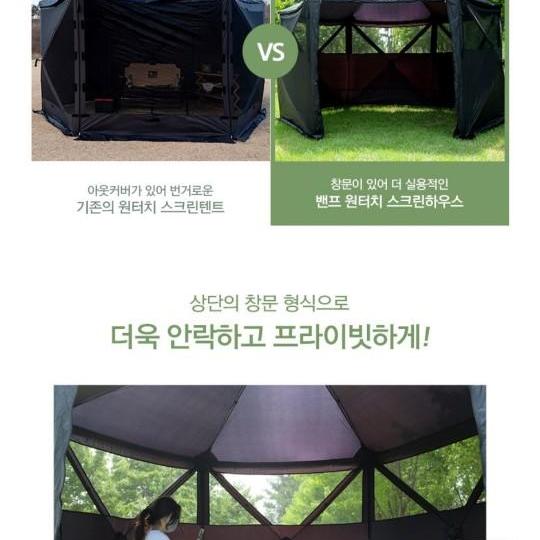 VS
아웃커버가 있어 번거로운
기존의 원터치 스크린텐트
창문이 있어 더 실용적인
밴프 원터치 스크린하우스
상단의 창문 형식으로
더욱 안락하고 프라이빗하게!